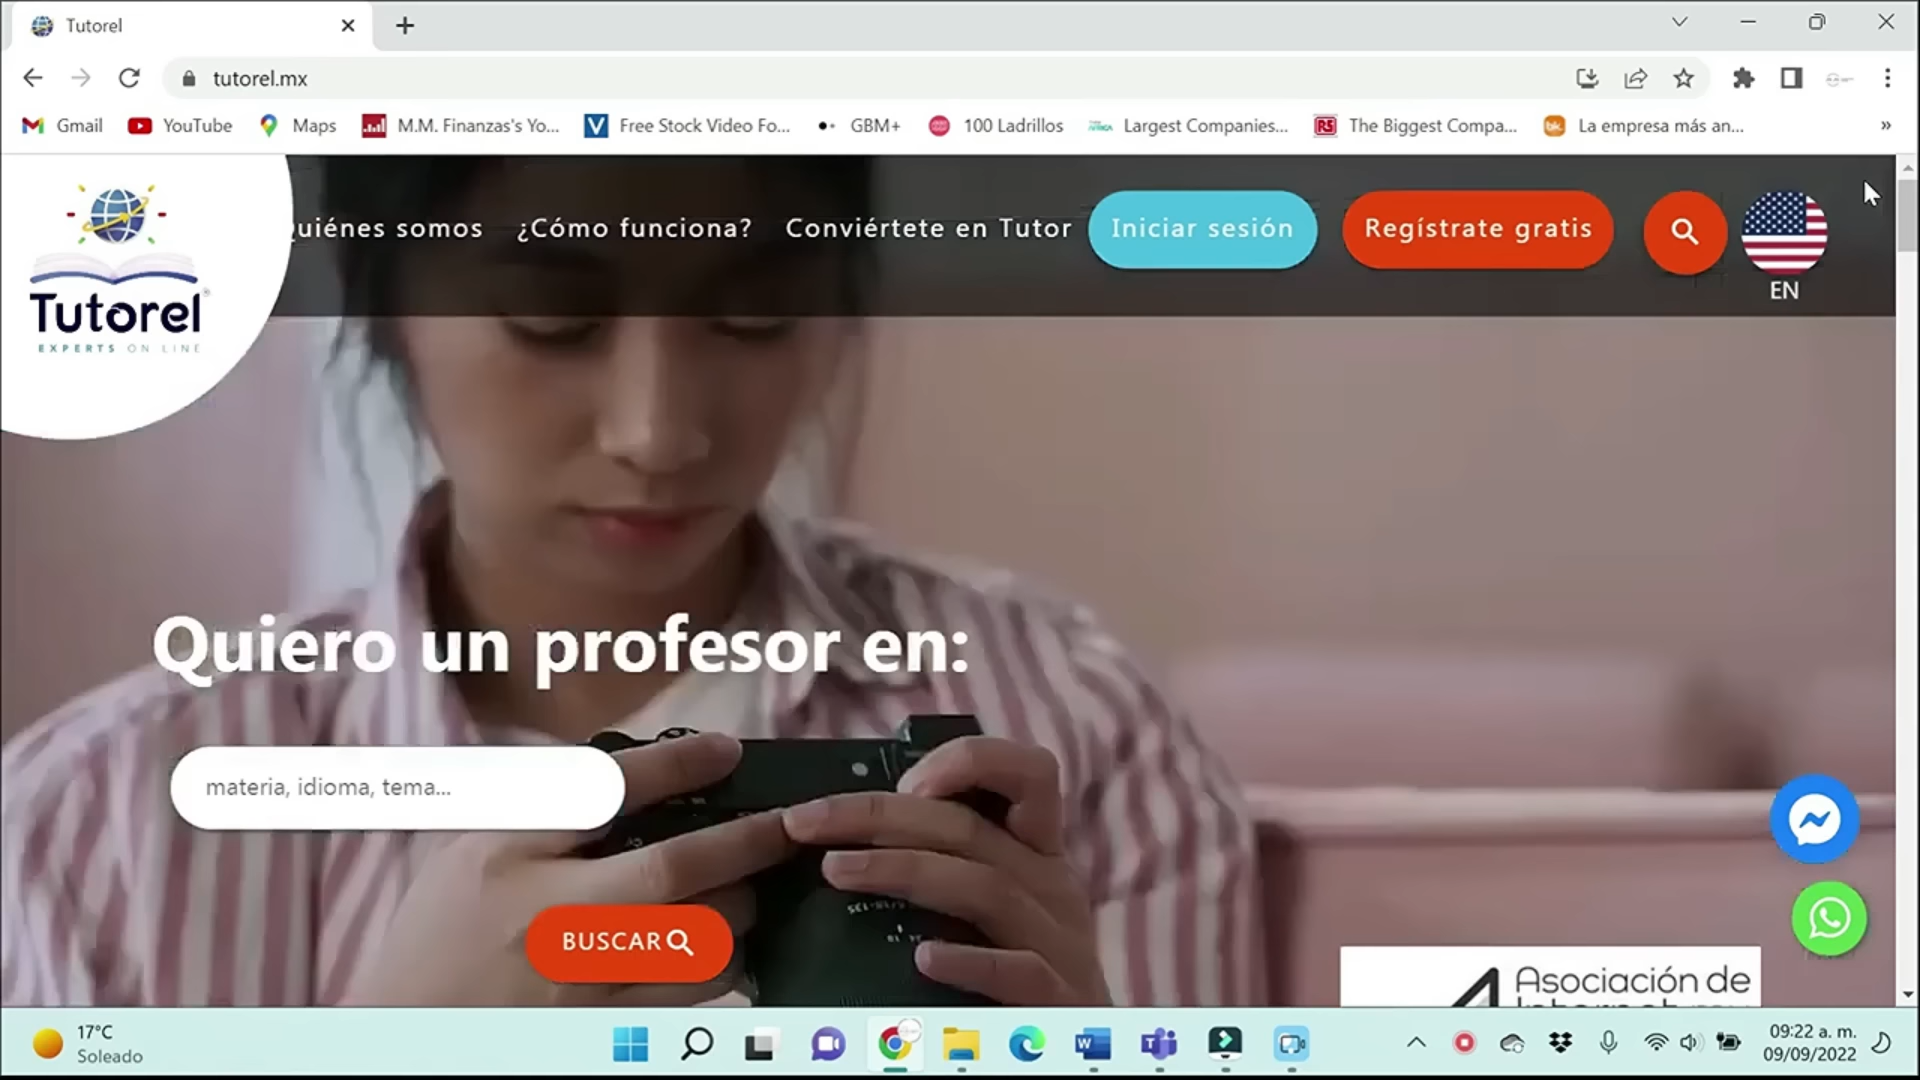 Tutorel
tutorel.mx
Gmail
YouTube
Maps
M.M. Finanzas's Yo...
Free Stock Video Fo...
GBM+
100 Ladrillos
Largest Companies...
The Biggest Compa...
La empresa más an...
»
uiénes somos
¿Cómo funciona?
Conviértete en Tutor
Iniciar sesión
Regístrate gratis
EN
Tutorel
EXPERTS ON LINE
Quiero un profesor en:
materia, idioma, tema...
BUSCAR
Asociación de
17°C
Soleado
09:22 a. m.
09/09/2022